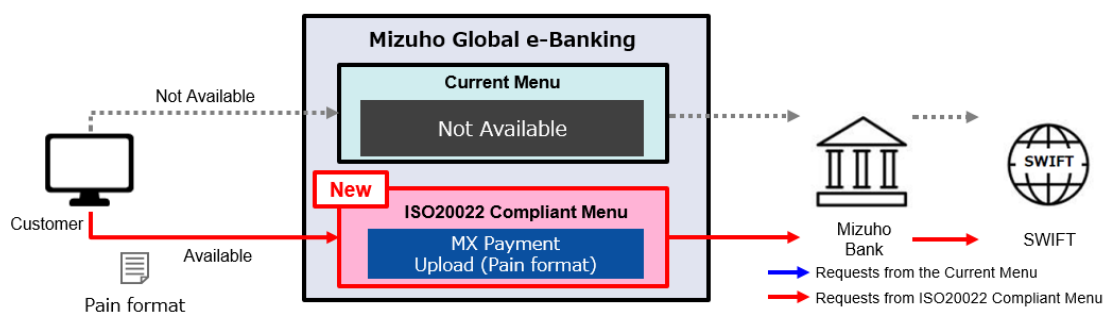 Mizuho Global e-Banking
Current Menu
Not Available
Not Available
SWIFT
New
ISO20022 Compliant Menu
Customer
Available
MX Payment
Upload (Pain format)
Mizuho
Bank
SWIFT
Pain format
Requests from the Current Menu
Requests from ISO20022 Compliant Menu